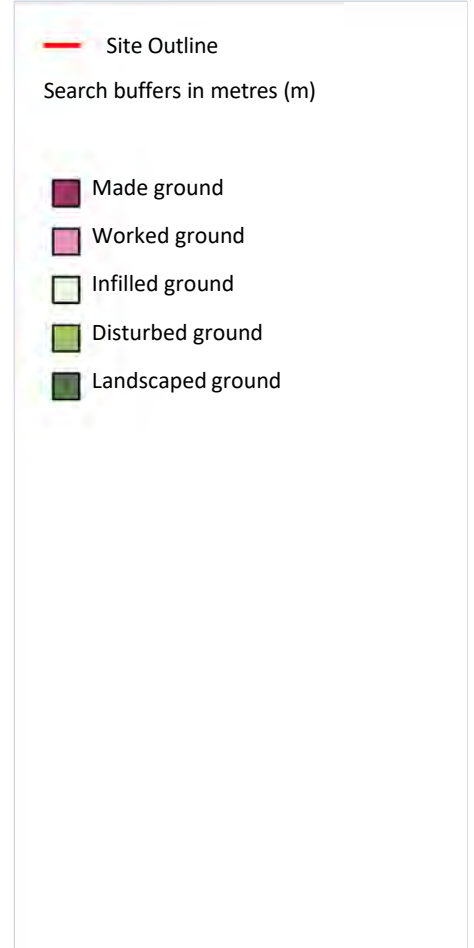 Site Outline
Search buffers in metres (m)
Made ground
Worked ground
Infilled ground
Disturbed ground
Landscaped ground